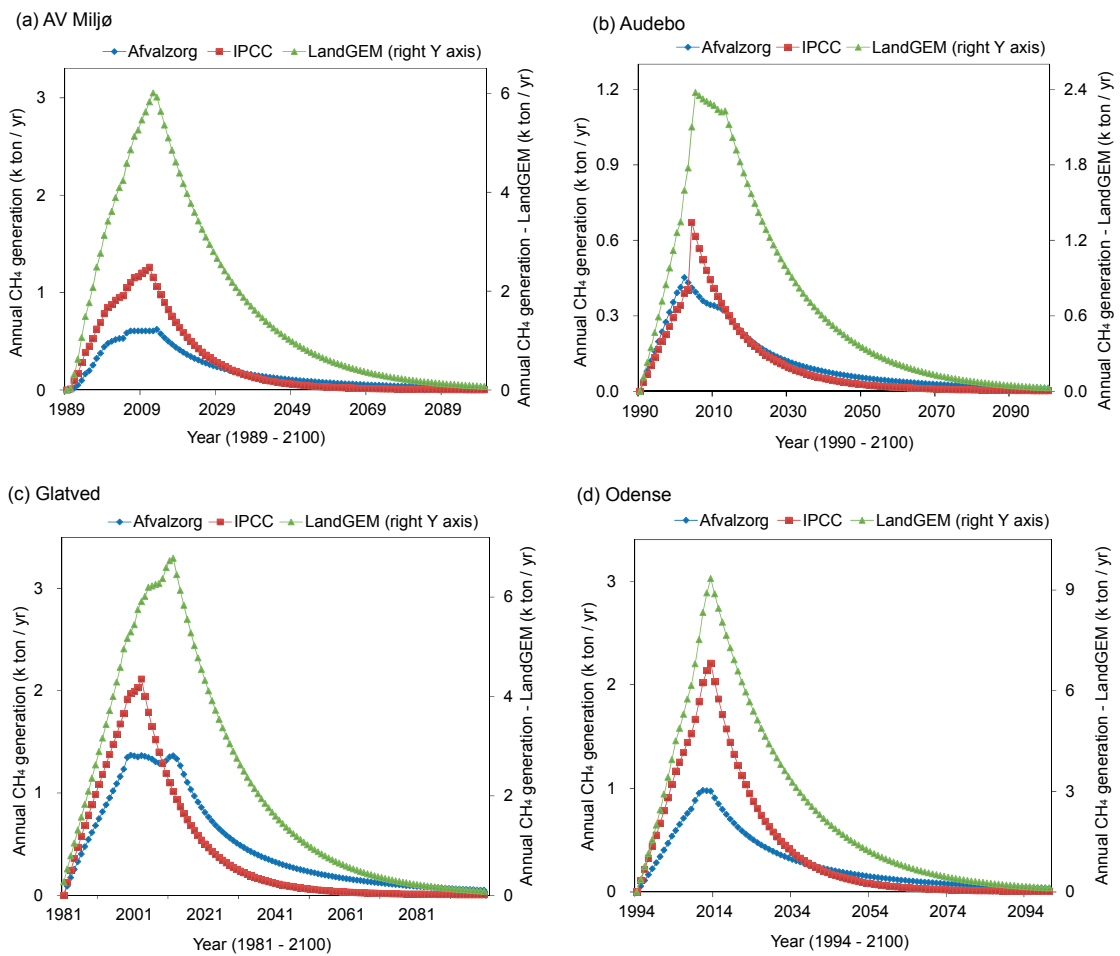 (a) AV Miljø
Afvalzorg IPCC LandGEM (right Y axis)
Annual CH₄ generation (k ton / yr)
3
2
1
0
6
4
2
0
Annual CH₄ generation - LandGEM (k ton / yr)
1989 2009 2029 2049 2069 2089
Year (1989 - 2100)
(b) Audebo
Afvalzorg IPCC LandGEM (right Y axis)
Annual CH₄ generation (k ton / yr)
1.2
0.9
0.6
0.3
0.0
2.4
1.8
1.2
0.6
0.0
Annual CH₄ generation - LandGEM (k ton / yr)
1990 2010 2030 2050 2070 2090
Year (1990 - 2100)
(c) Glatved
Afvalzorg IPCC LandGEM (right Y axis)
Annual CH₄ generation (k ton / yr)
3
2
1
0
6
4
2
0
Annual CH₄ generation - LandGEM (k ton / yr)
1981 2001 2021 2041 2061 2081
Year (1981 - 2100)
(d) Odense
Afvalzorg IPCC LandGEM (right Y axis)
Annual CH₄ generation (k ton / yr)
3
2
1
0
9
6
3
0
Annual CH₄ generation - LandGEM (k ton / yr)
1994 2014 2034 2054 2074 2094
Year (1994 - 2100)